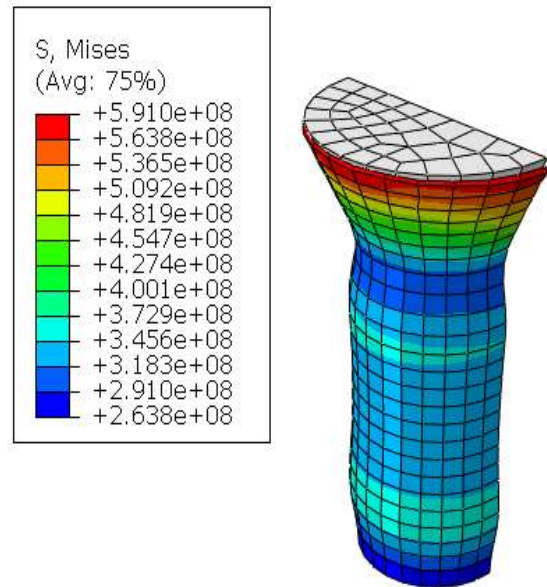 S, Mises
(Avg: 75%)
+5.910e+08
+5.638e+08
+5.365e+08
+5.092e+08
+4.819e+08
+4.547e+08
+4.274e+08
+4.001e+08
+3.729e+08
+3.456e+08
+3.183e+08
+2.910e+08
+2.638e+08